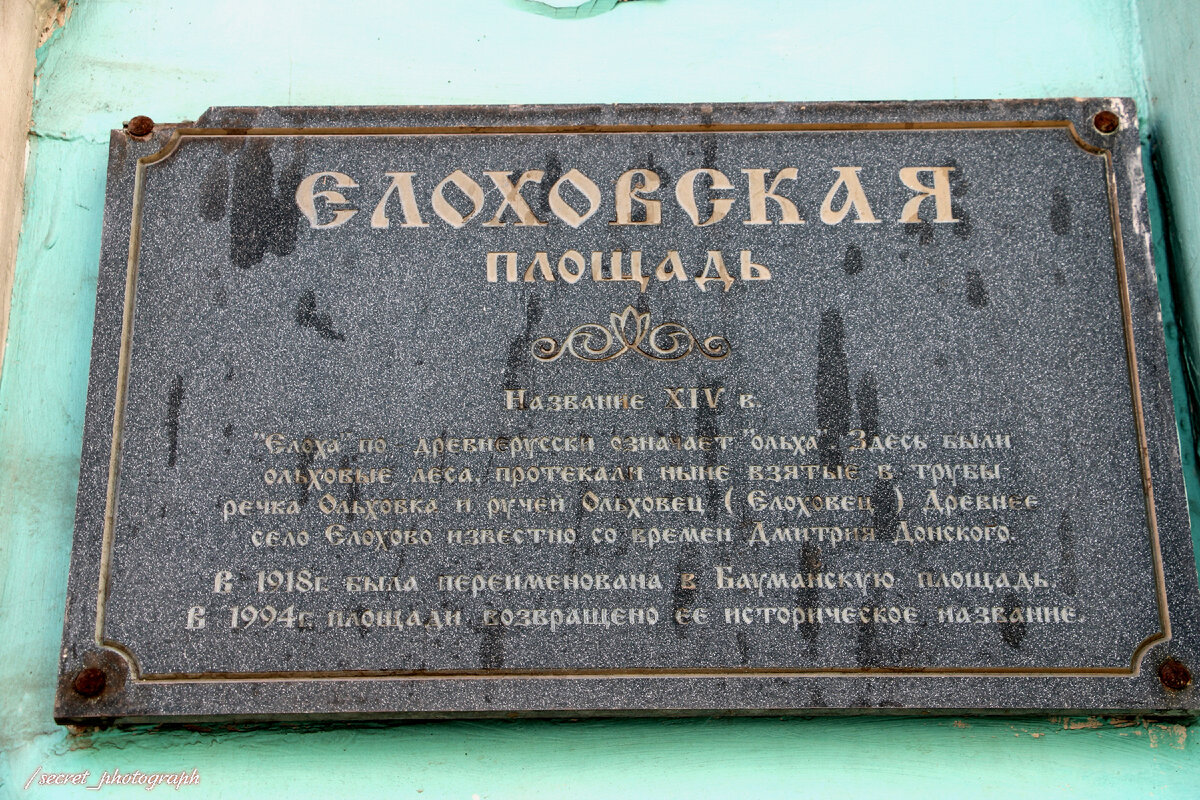 ЕЛОХОВСКАЯ
ПЛОЩАДЬ
Название XIV в.
"Елоха" по - древнерусски означает "ольха". Здесь были
ольховые леса, протекали ныне взятые в трубы
речка Ольховка и ручей Ольховец ( Елоховец ) Древнее
село Елохово известно со времен Дмитрия Донского.
В 1918г. была переименована в Бауманскую площадь.
В 1994г. площади возвращено ее историческое название.
/secret_photograph